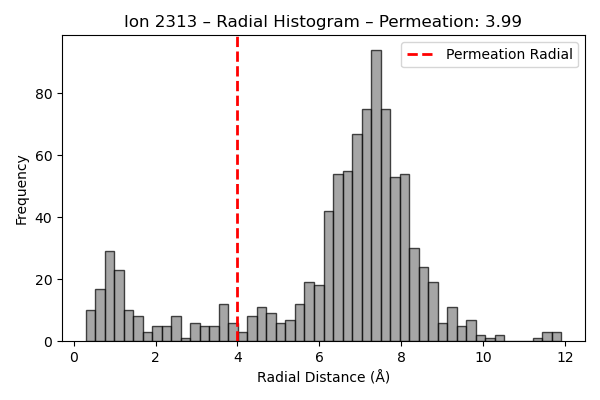 Ion 2313 – Radial Histogram – Permeation: 3.99
Permeation Radial
Frequency
80
60
40
20
0
0 2 4 6 8 10 12
Radial Distance (Å)